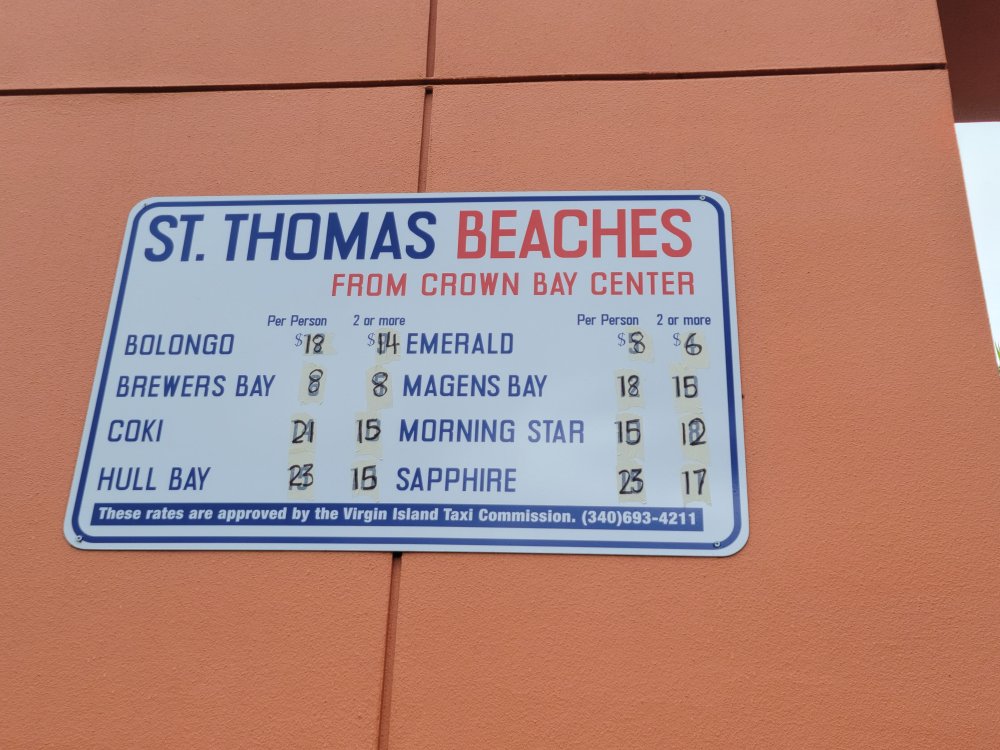 ST. THOMAS BEACHES
FROM CROWN BAY CENTER
Per Person 2 or more Per Person 2 or more
BOLONGO $ $14 EMERALD $8 $6
BREWERS BAY 8 8 MAGENS BAY 15
COKI 21 15 MORNING STAR 15 12
HULL BAY 23 15 SAPPHIRE 23 17
These rates are approved by the Virgin Island Taxi Commission. (340)693-4211